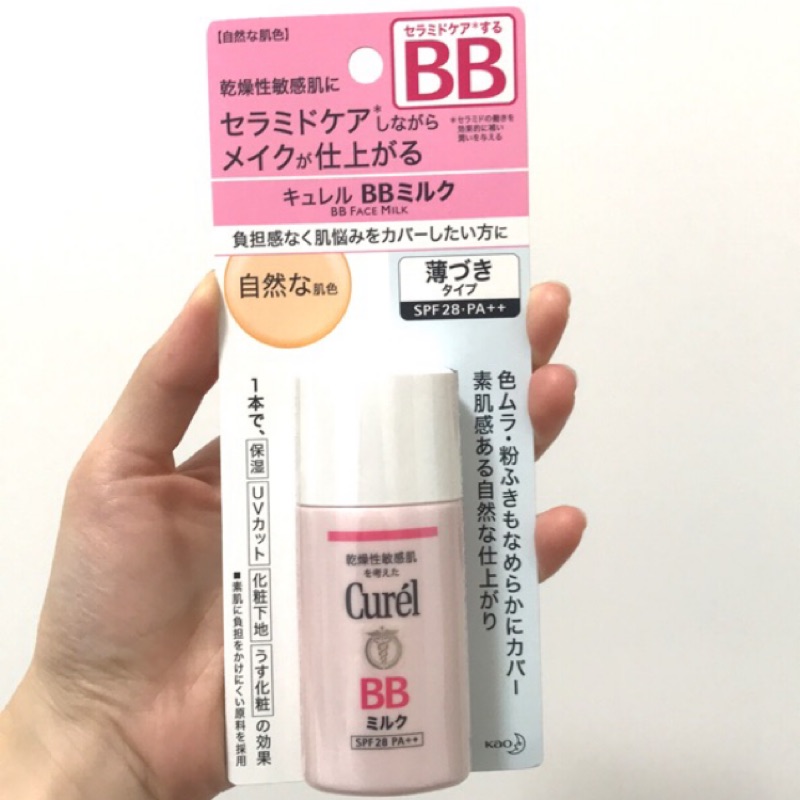 【自然な肌色】
セラミドケア*する
BB
乾燥性敏感肌に
セラミドケア*しながら
メイクが仕上がる
*セラミドの働きを
効果的に補い
潤いを与える
キュレル BBミルク
BB FACE MILK
負担感なく肌悩みをカバーしたい方に
自然な肌色
薄づき
タイプ
SPF28・PA++
色ムラ・粉ふきもなめらかにカバー
素肌感ある自然な仕上がり
1本で、保湿 UVカット 化粧下地 うす化粧 の効果
■素肌に負担をかけにくい原料を採用
乾燥性敏感肌
を考えた
Curél
BB
ミルク
SPF28 PA++
Kao